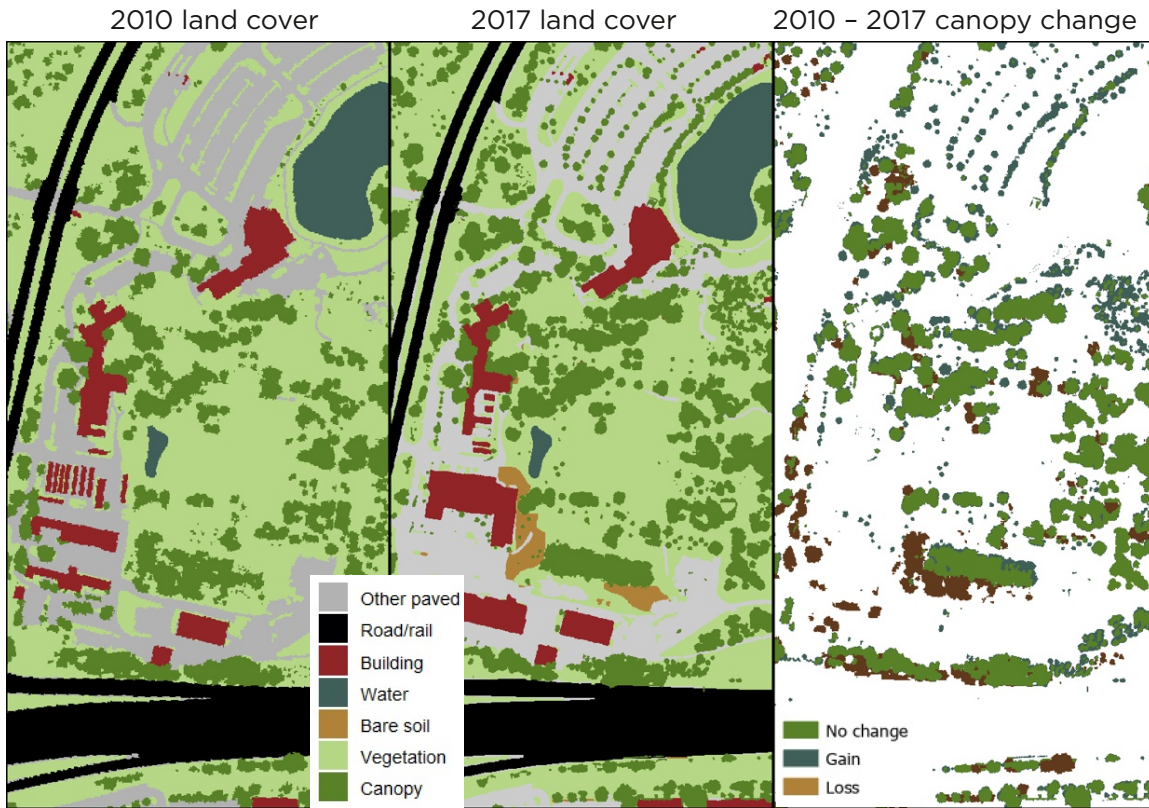 2010 land cover
2017 land cover
2010 – 2017 canopy change
Other paved
Road/rail
Building
Water
Bare soil
Vegetation
Canopy
No change
Gain
Loss